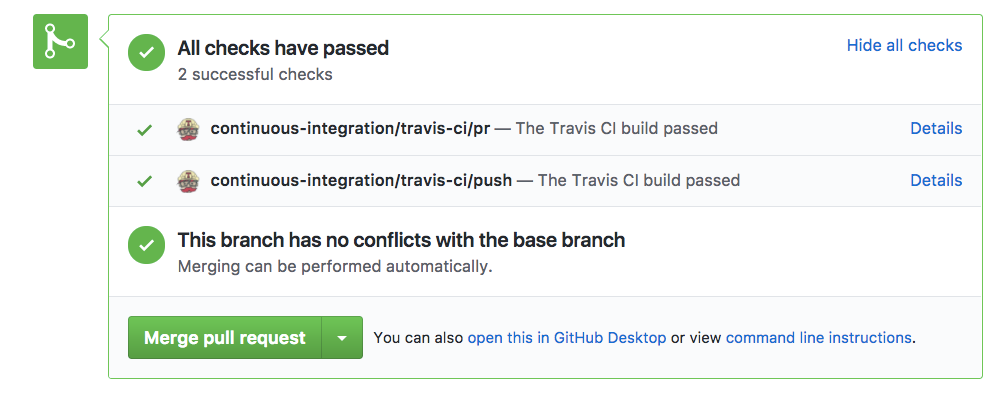 All checks have passed
Hide all checks
2 successful checks
continuous-integration/travis-ci/pr — The Travis CI build passed
Details
continuous-integration/travis-ci/push — The Travis CI build passed
Details
This branch has no conflicts with the base branch
Merging can be performed automatically.
Merge pull request
You can also open this in GitHub Desktop or view command line instructions.